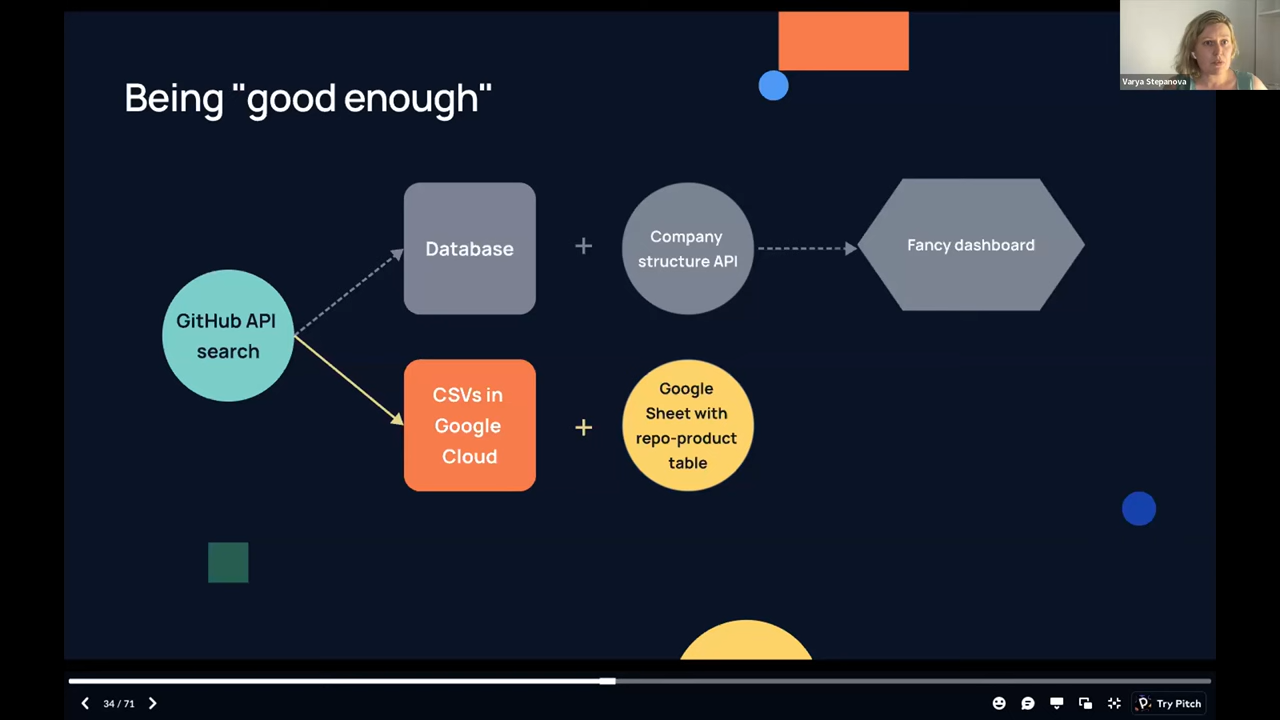 Being "good enough"
Varya Stepanova
Database
+
Company
structure API
Fancy dashboard
GitHub API
search
CSVs in
Google
Cloud
+
Google
Sheet with
repo-product
table
34 / 71
Try Pitch